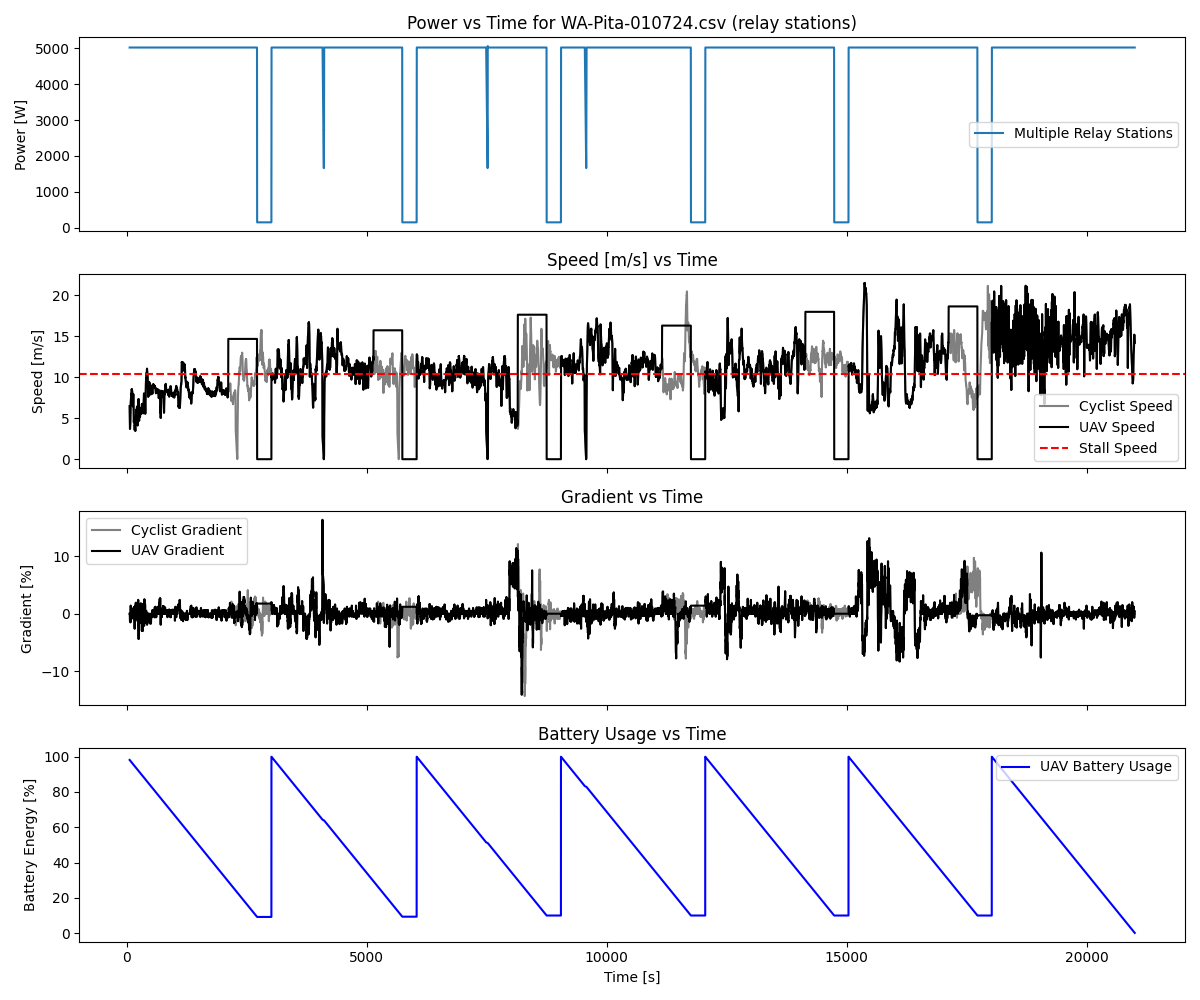 Power vs Time for WA-Pita-010724.csv (relay stations)
Power [W]
5000
4000
3000
2000
1000
0
Multiple Relay Stations
Speed [m/s] vs Time
Speed [m/s]
20
15
10
5
0
Cyclist Speed
UAV Speed
Stall Speed
Gradient vs Time
Gradient [%]
10
0
−10
Cyclist Gradient
UAV Gradient
Battery Usage vs Time
Battery Energy [%]
100
80
60
40
20
0
UAV Battery Usage
0 5000 10000 15000 20000
Time [s]